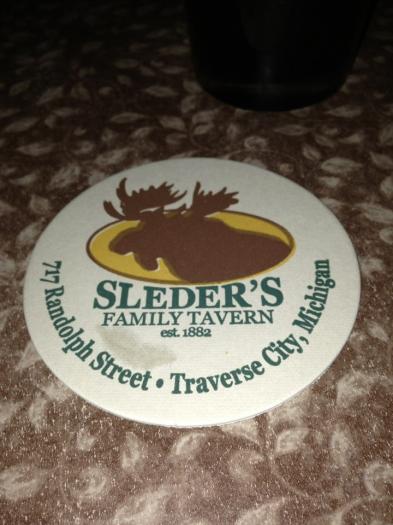 SLEDER'S
FAMILY TAVERN
est. 1882
717 Randolph Street • Traverse City, Michigan